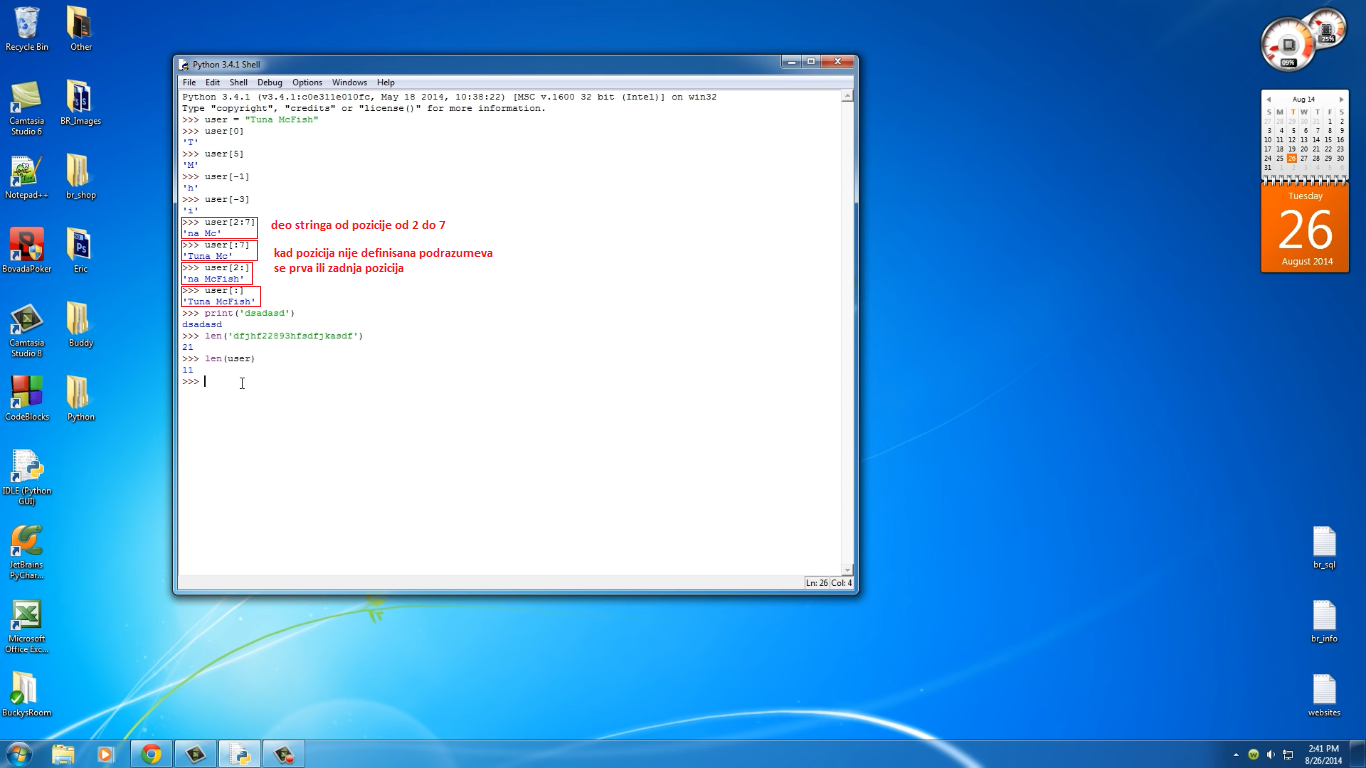 Recycle Bin
Other
Camtasia
Studio 6
BR_Images
Notepad++
br_shop
BovadaPoker
Eric
Camtasia
Studio 8
Buddy
CodeBlocks
Python
IDLE (Python
GUI)
JetBrains
PyChar...
Microsoft
Office Exc...
BuckysRoom
Python 3.4.1 Shell
File Edit Shell Debug Options Windows Help
Python 3.4.1 (v3.4.1:c0e311e010fc, May 18 2014, 10:38:22) [MSC v.1600 32 bit (Intel)] on win32
Type "copyright", "credits" or "license()" for more information.
>>> user = "Tuna McFish"
>>> user[0]
'T'
>>> user[5]
'M'
>>> user[-1]
'h'
>>> user[-3]
'i'
>>> user[2:7]
'na Mc'
deo stringa od pozicije od 2 do 7
>>> user[:7]
'Tuna Mc'
kad pozicija nije definisana podrazumeva
se prva ili zadnja pozicija
>>> user[2:]
'na McFish'
>>> user[:]
'Tuna McFish'
>>> print('dsadasd')
dsadasd
>>> len('dfjhf22893hfsdfjkasdf')
21
>>> len(user)
11
>>>
Ln: 26 Col: 4
09%
25%
Aug 14
S M T W T F S
27 28 29 30 31 1 2
3 4 5 6 7 8 9
10 11 12 13 14 15 16
17 18 19 20 21 22 23
24 25 26 27 28 29 30
31 1 2 3 4 5 6
Tuesday
26
August 2014
br_sql
br_info
websites
2:41 PM
8/26/2014